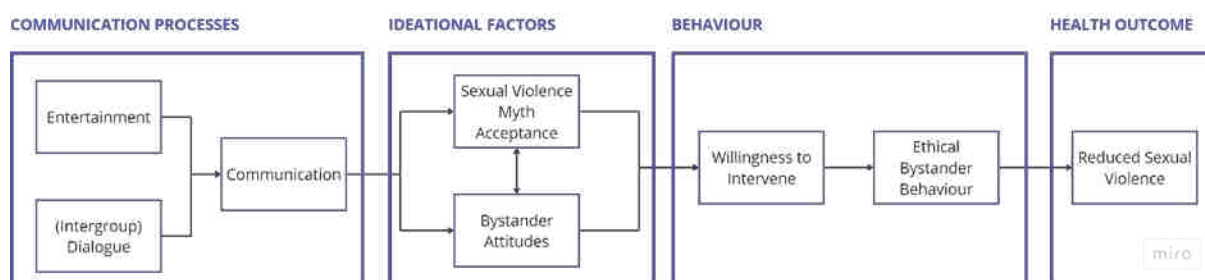 COMMUNICATION PROCESSES
IDEATIONAL FACTORS
BEHAVIOUR
HEALTH OUTCOME
Entertainment
(Intergroup)
Dialogue
Communication
Sexual Violence
Myth
Acceptance
Bystander
Attitudes
Willingness to
Intervene
Ethical
Bystander
Behaviour
Reduced Sexual
Violence
miro